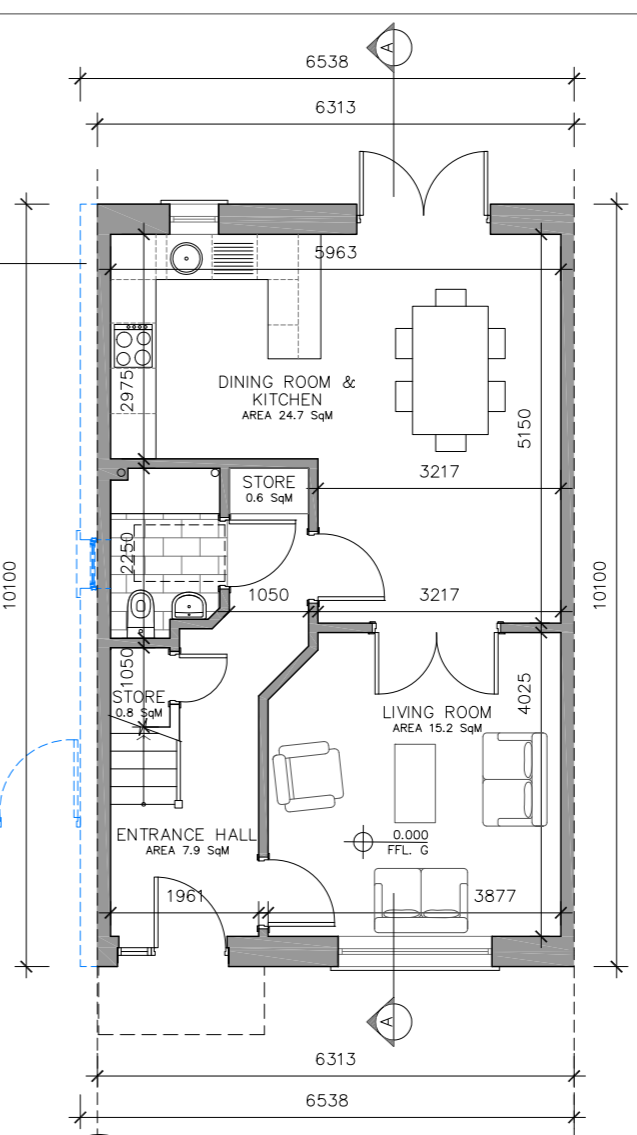 6538
A
6313
5963
DINING ROOM &
KITCHEN
AREA 24.7 SqM
2975
5150
STORE
0.6 SqM
3217
2250
10100
10100
1050
3217
1050
STORE
0.8 SqM
4025
LIVING ROOM
AREA 15.2 SqM
ENTRANCE HALL
AREA 7.9 SqM
0.000
FFL. G
1961
3877
A
6313
6538